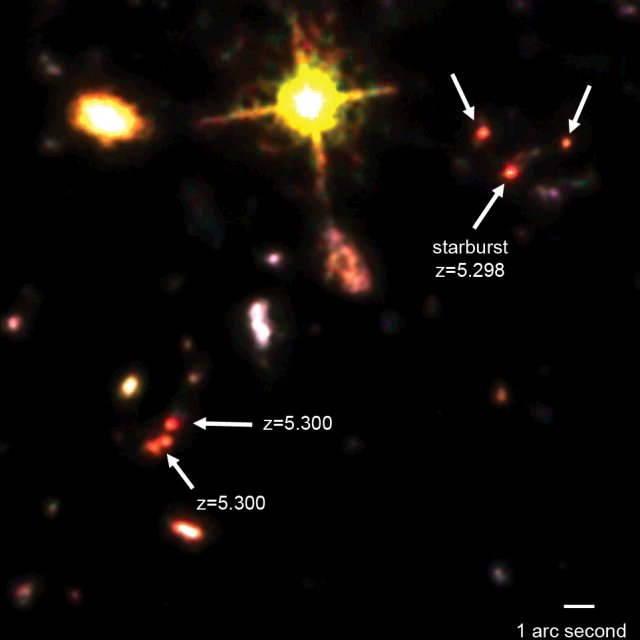 starburst
z=5.298
z=5.300
z=5.300
1 arc second